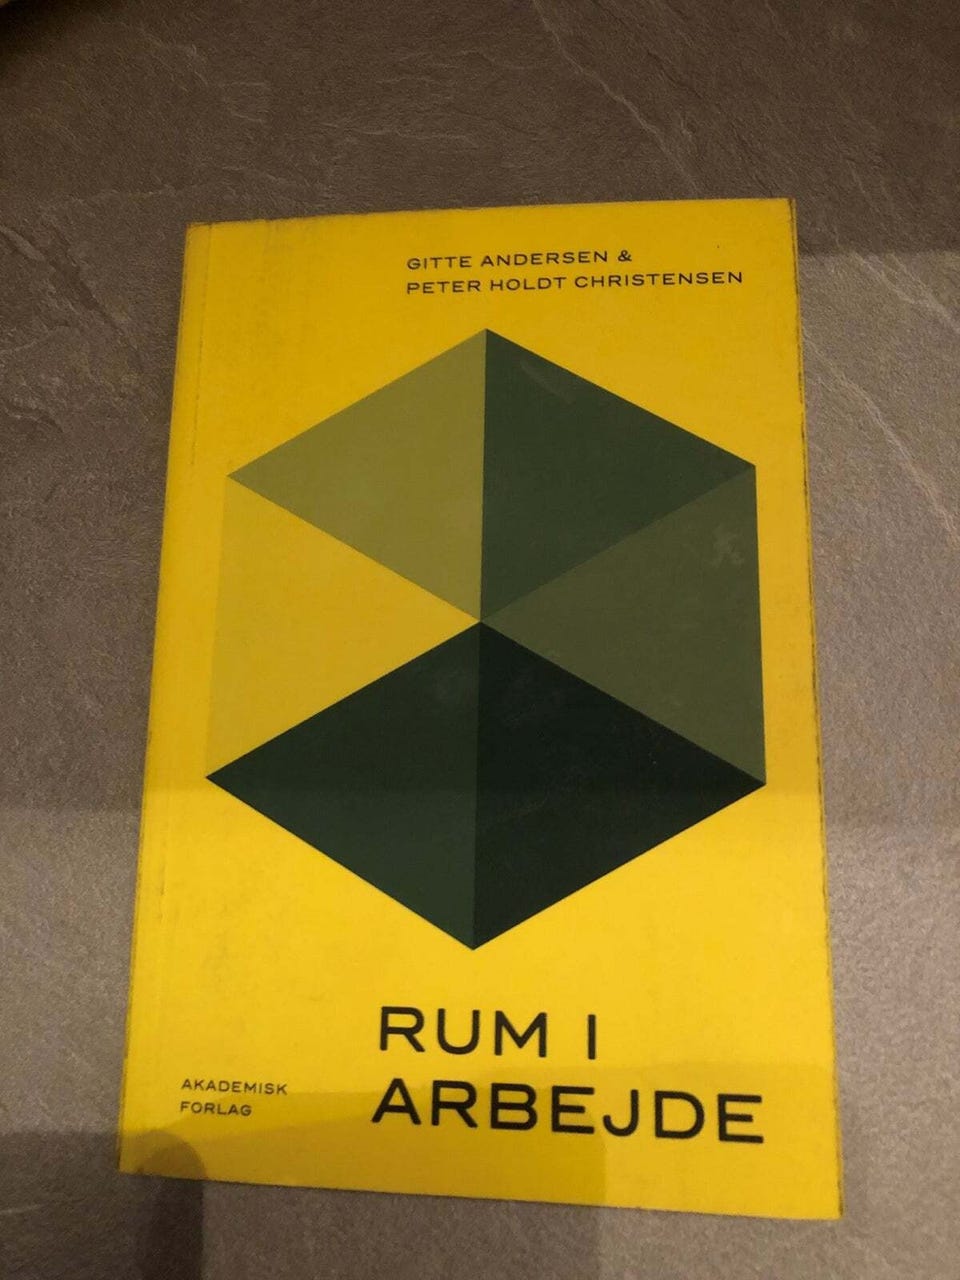 GITTE ANDERSEN &
PETER HOLDT CHRISTENSEN
RUM I
ARBEJDE
AKADEMISK
FORLAG